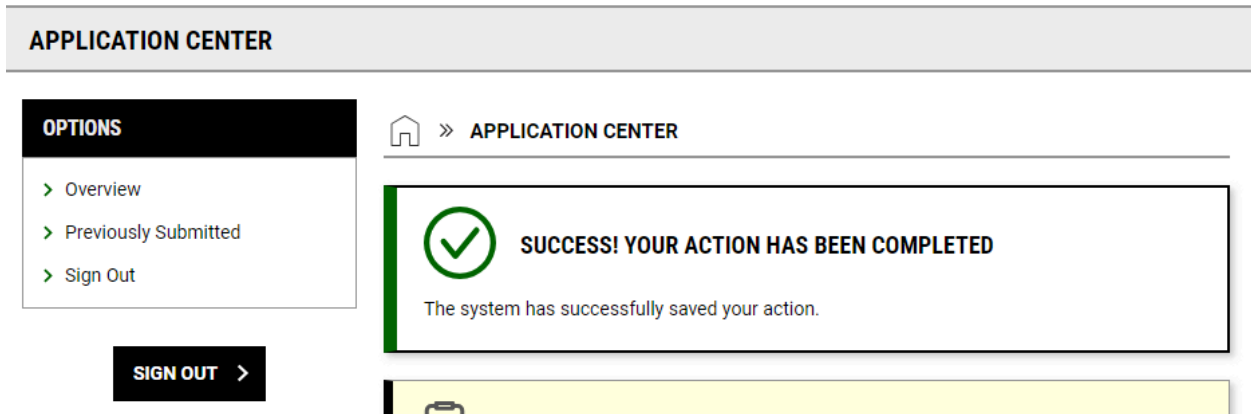 APPLICATION CENTER
OPTIONS
Overview
Previously Submitted
Sign Out
SIGN OUT
APPLICATION CENTER
SUCCESS! YOUR ACTION HAS BEEN COMPLETED
The system has successfully saved your action.